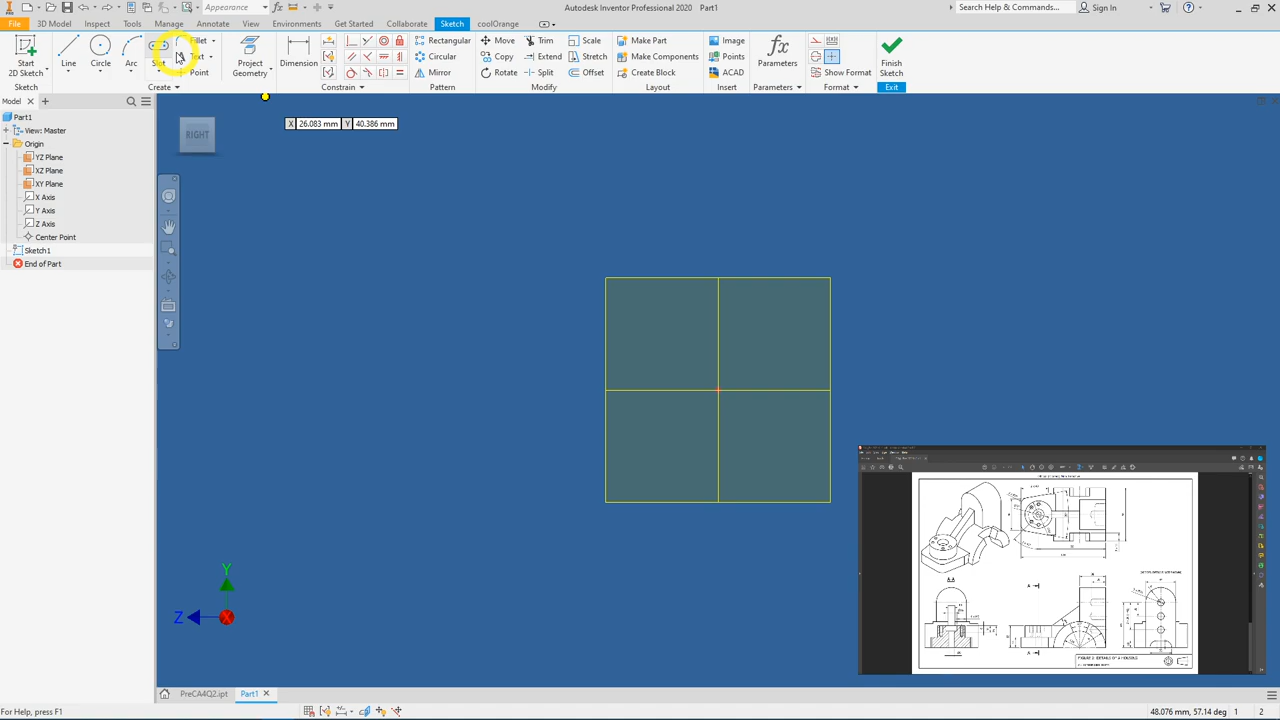 Appearance
Autodesk Inventor Professional 2020 Part1
Search Help & Commands...
Sign In
File 3D Model Inspect Tools Manage Annotate View Environments Get Started Collaborate Sketch coolOrange
Start
2D Sketch
Line
Circle
Arc
Slot
Fillet
Text
Point
Project
Geometry
Dimension
Rectangular
Circular
Mirror
Move
Copy
Rotate
Trim
Extend
Split
Scale
Stretch
Offset
Make Part
Make Components
Create Block
Image
Points
ACAD
Parameters
Show Format
Finish
Sketch
Sketch Create Constrain Pattern Modify Layout Insert Parameters Format Exit
Model
Part1
View: Master
Origin
YZ Plane
XZ Plane
XY Plane
X Axis
Y Axis
Z Axis
Center Point
Sketch1
End of Part
X 26.083 mm Y 40.386 mm
RIGHT
Y
Z
X
A-A
A
A
PreCA4Q2.ipt Part1
For Help, press F1
48.076 mm, 57.14 deg 1 2